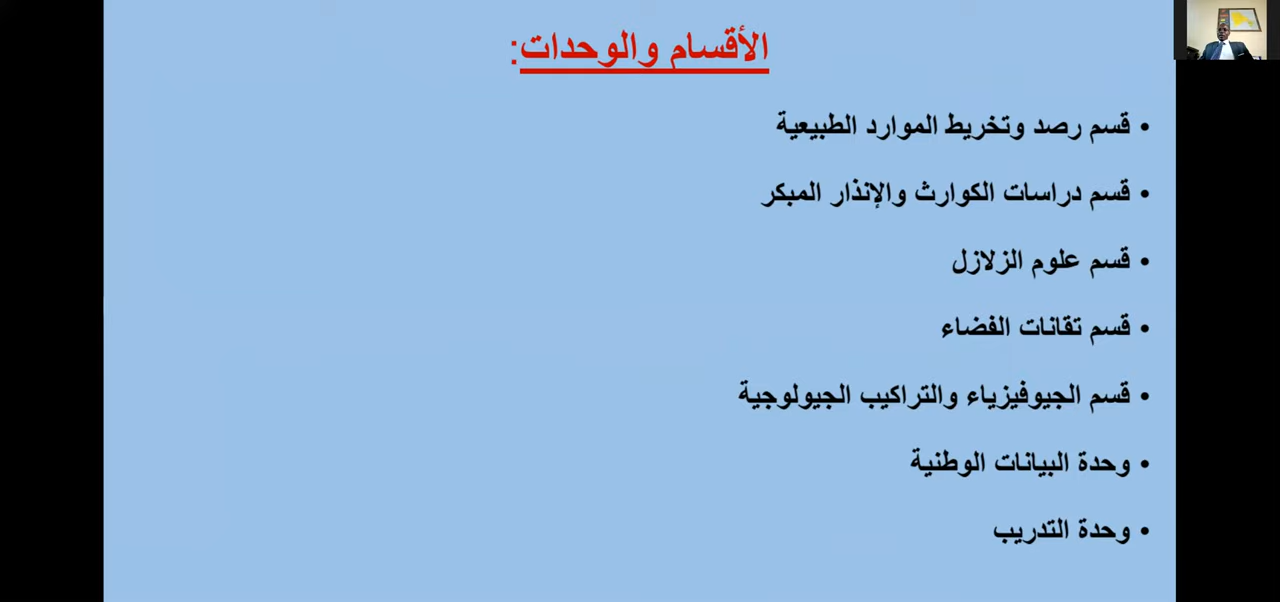 الأقسام والوحدات:
• قسم رصد وتخريط الموارد الطبيعية
• قسم دراسات الكوارث والإنذار المبكر
• قسم علوم الزلازل
• قسم تقانات الفضاء
• قسم الجيوفيزياء والتراكيب الجيولوجية
• وحدة البيانات الوطنية
• وحدة التدريب